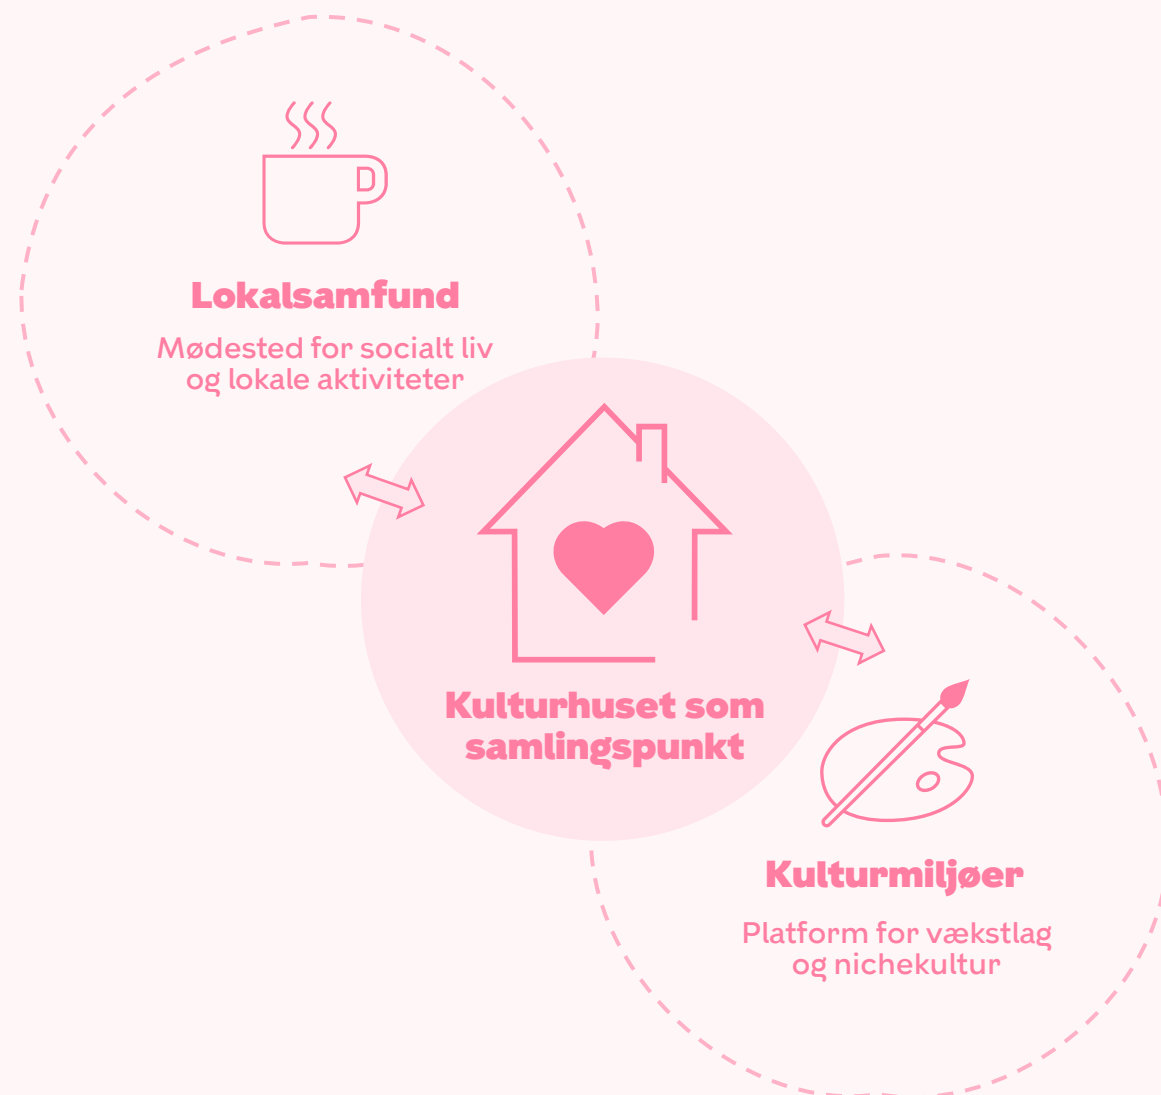 Lokalsamfund
Mødested for socialt liv
og lokale aktiviteter
Kulturhuset som
samlingspunkt
Kulturmiljøer
Platform for vækstlag
og nichekultur